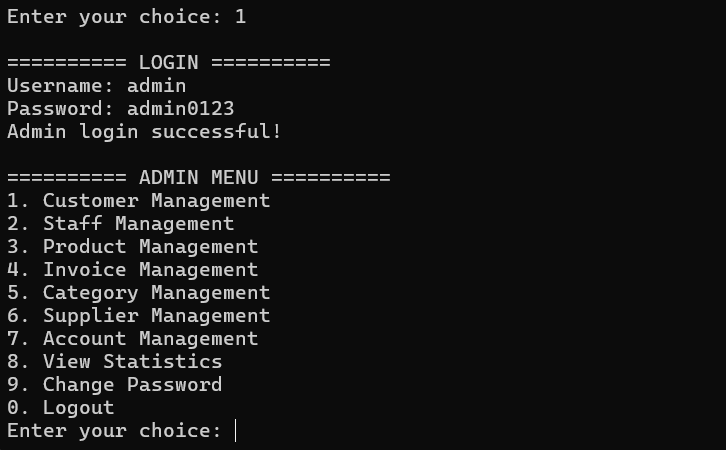 Enter your choice: 1
========== LOGIN ==========
Username: admin
Password: admin0123
Admin login successful!
========== ADMIN MENU ==========
1. Customer Management
2. Staff Management
3. Product Management
4. Invoice Management
5. Category Management
6. Supplier Management
7. Account Management
8. View Statistics
9. Change Password
0. Logout
Enter your choice: